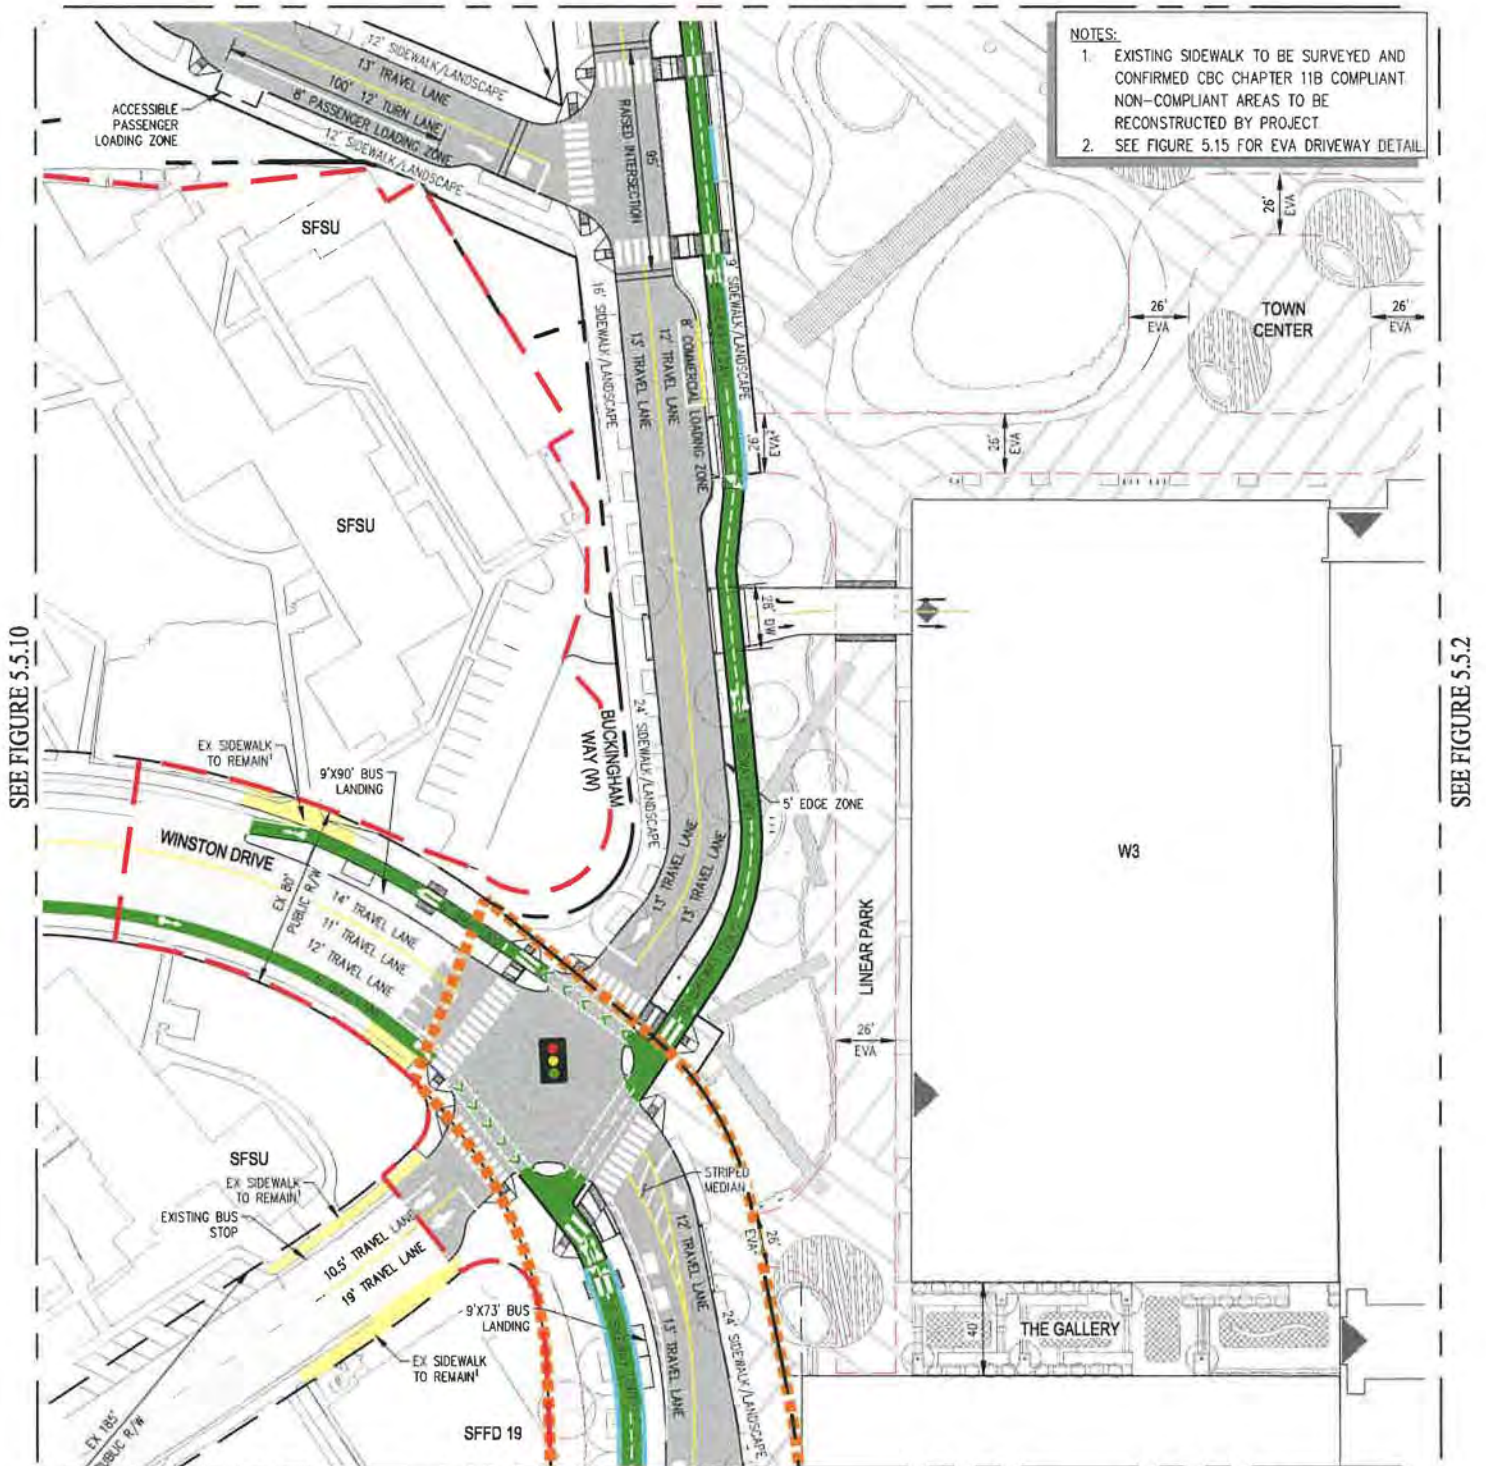 NOTES:
1. EXISTING SIDEWALK TO BE SURVEYED AND
CONFIRMED CBC CHAPTER 11B COMPLIANT.
NON-COMPLIANT AREAS TO BE
RECONSTRUCTED BY PROJECT.
2. SEE FIGURE 5.15 FOR EVA DRIVEWAY DETAIL.
12' SIDEWALK/LANDSCAPE
13' TRAVEL LANE
100' 12' TURN LANE
8' PASSENGER LOADING ZONE
12' SIDEWALK/LANDSCAPE
ACCESSIBLE
PASSENGER
LOADING ZONE
RAISED INTERSECTION
95'
SFSU
9' SIDEWALK/LANDSCAPE
16' SIDEWALK/LANDSCAPE
13' TRAVEL LANE
12' TRAVEL LANE
8' COMMERCIAL LOADING ZONE
26'
EVA
26'
EVA
TOWN
CENTER
26'
EVA
26'
EVA
26'
EVA²
SFSU
28' DW
SEE FIGURE 5.5.10
SEE FIGURE 5.5.2
BUCKINGHAM
WAY (W)
24' SIDEWALK/LANDSCAPE
EX SIDEWALK
TO REMAIN¹
9'X90' BUS
LANDING
5' EDGE ZONE
WINSTON DRIVE
EX 80'
PUBLIC R/W
14' TRAVEL LANE
11' TRAVEL LANE
12' TRAVEL LANE
13' TRAVEL LANE
13' TRAVEL LANE
W3
LINEAR PARK
26'
EVA
SFSU
EX SIDEWALK
TO REMAIN¹
EXISTING BUS
STOP
10.5' TRAVEL LANE
19' TRAVEL LANE
STRIPED
MEDIAN
12' TRAVEL LANE
26'
EVA
9'X73' BUS
LANDING
13' TRAVEL LANE
24' SIDEWALK/LANDSCAPE
40'
THE GALLERY
EX SIDEWALK
TO REMAIN¹
EX 185'
PUBLIC R/W
SFFD 19